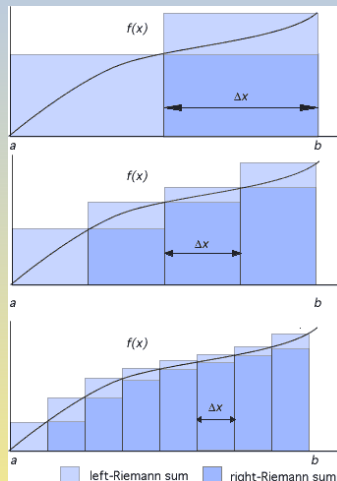 f(x)
Δx
a b
f(x)
Δx
a b
f(x)
Δx
a b
left-Riemann sum right-Riemann sum